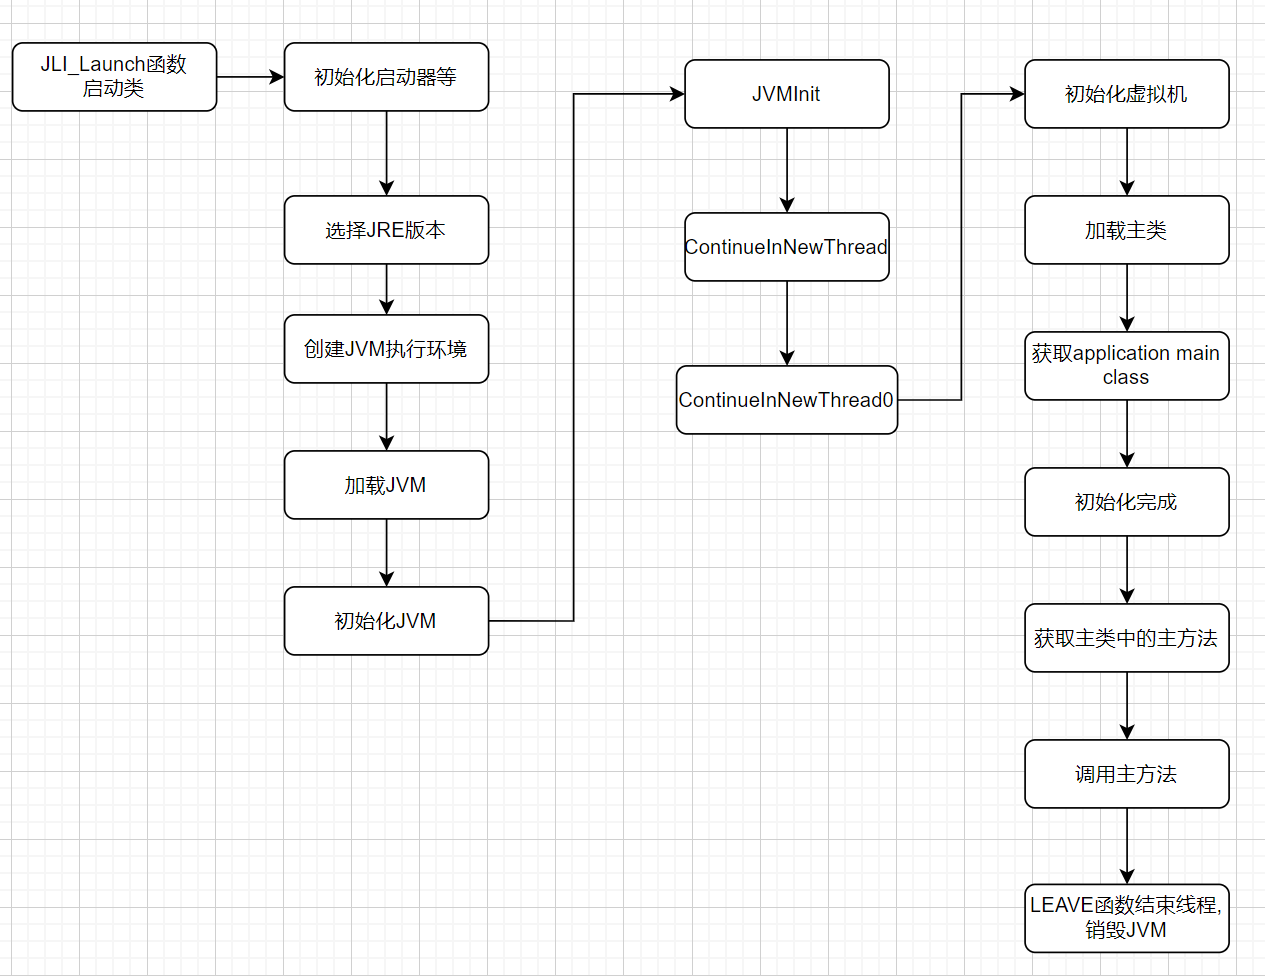 JLI_Launch函数
启动类
初始化启动器等
选择JRE版本
创建JVM执行环境
加载JVM
初始化JVM
JVMInit
ContinueInNewThread
ContinueInNewThread0
初始化虚拟机
加载主类
获取application main
class
初始化完成
获取主类中的主方法
调用主方法
LEAVE函数结束线程,
销毁JVM